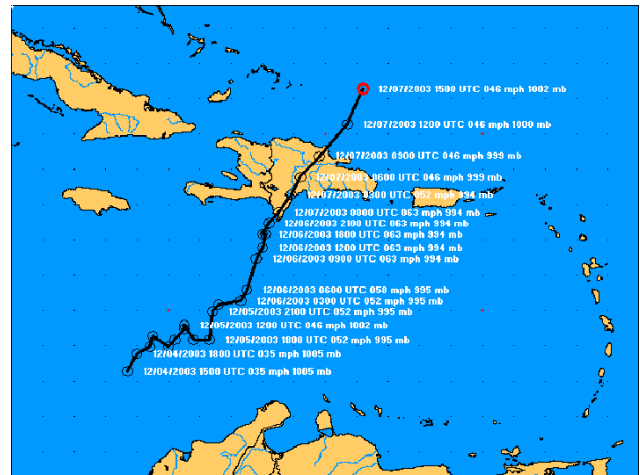 12/07/2003 1500 UTC 046 mph 1002 mb
12/07/2003 1200 UTC 046 mph 1000 mb
12/07/2003 0900 UTC 046 mph 999 mb
12/07/2003 0600 UTC 046 mph 999 mb
12/07/2003 0300 UTC 052 mph 994 mb
12/07/2003 0000 UTC 063 mph 994 mb
12/06/2003 2100 UTC 063 mph 994 mb
12/06/2003 1800 UTC 063 mph 994 mb
12/06/2003 1200 UTC 063 mph 994 mb
12/06/2003 0900 UTC 063 mph 994 mb
12/06/2003 0600 UTC 058 mph 995 mb
12/06/2003 0300 UTC 052 mph 995 mb
12/05/2003 2100 UTC 052 mph 995 mb
12/05/2003 1200 UTC 046 mph 1002 mb
12/05/2003 1800 UTC 052 mph 995 mb
12/04/2003 1800 UTC 035 mph 1005 mb
12/04/2003 1500 UTC 035 mph 1005 mb